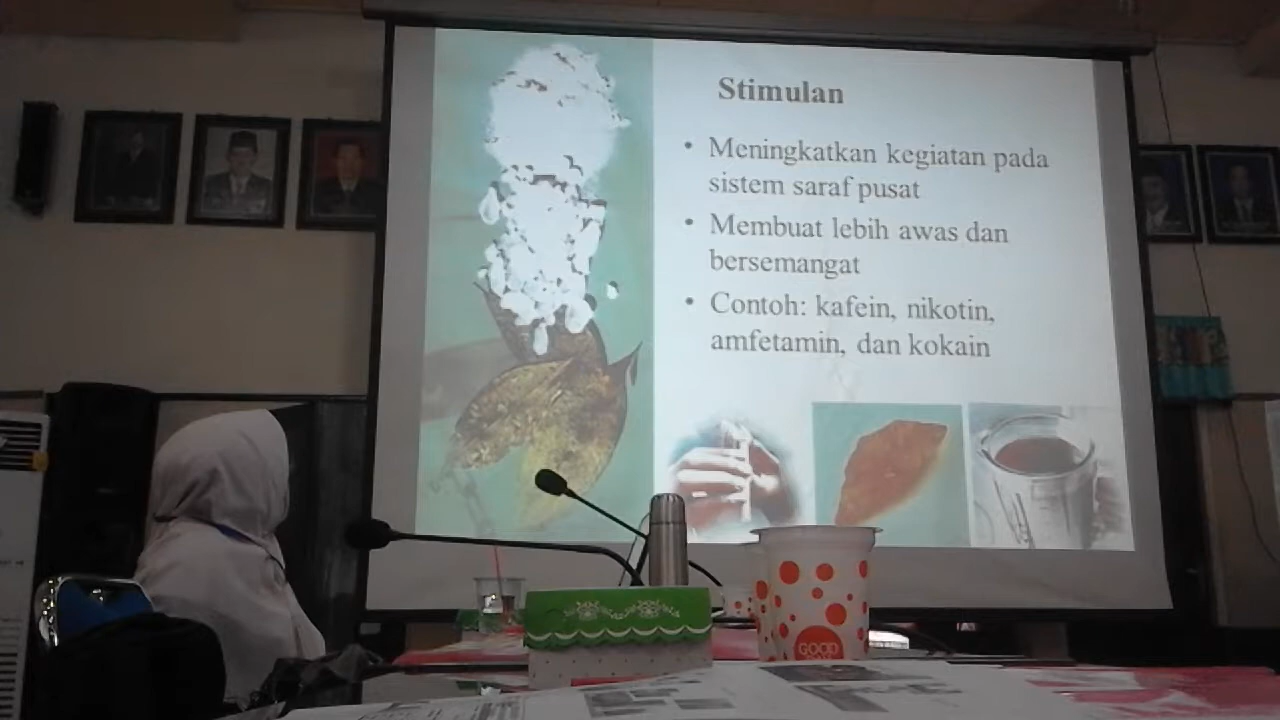 Stimulan
• Meningkatkan kegiatan pada
sistem saraf pusat
• Membuat lebih awas dan
bersemangat
• Contoh: kafein, nikotin,
amfetamin, dan kokain
GOOD